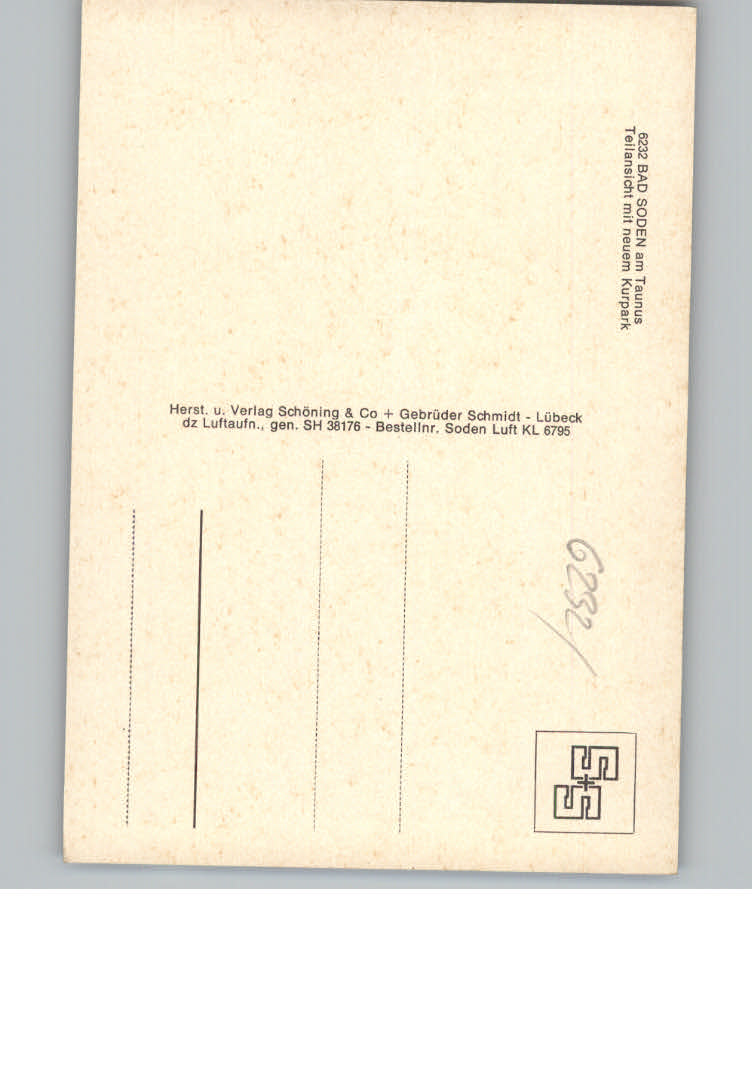 6232 BAD SODEN am Taunus
Teilansicht mit neuem Kurpark
Herst. u. Verlag Schöning & Co + Gebrüder Schmidt - Lübeck
dz Luftaufn., gen. SH 38176 - Bestellnr. Soden Luft KL 6795
6232/
S+S